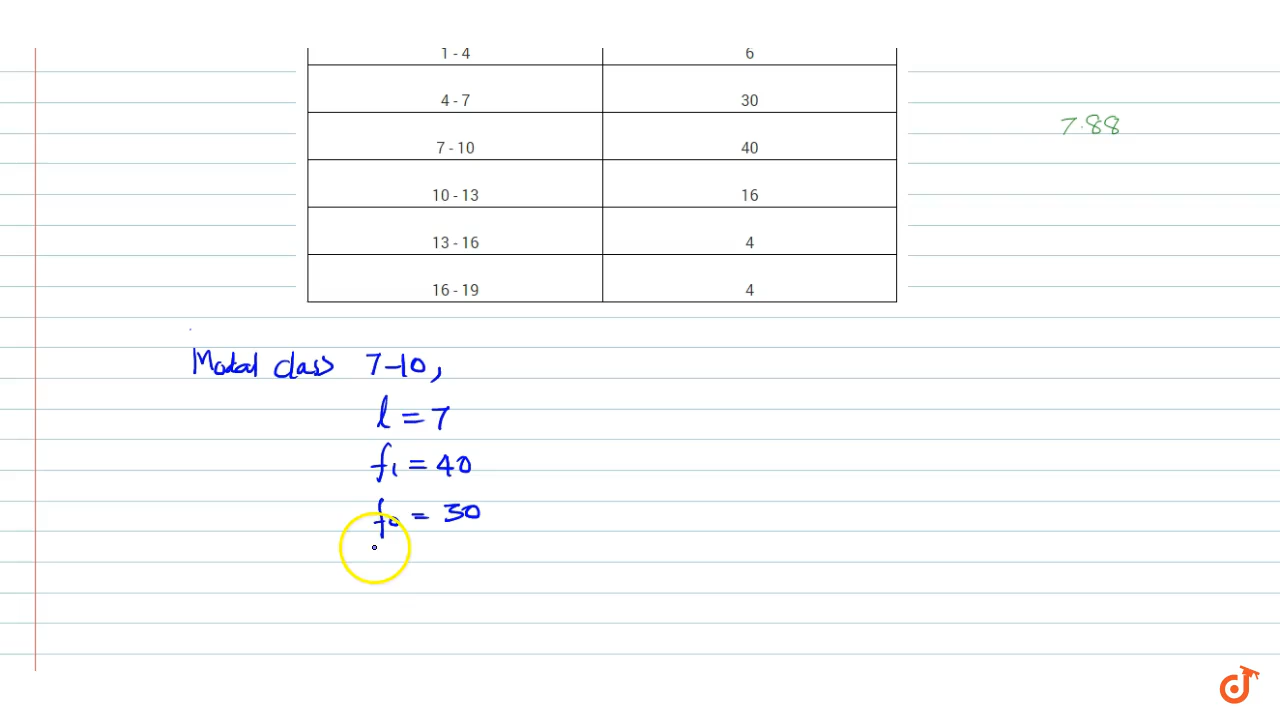 1 - 4 6
4 - 7 30
7 - 10 40
7.88
10 - 13 16
13 - 16 4
16 - 19 4
Modal class 7-10,
l = 7
f1 = 40
f0 = 30